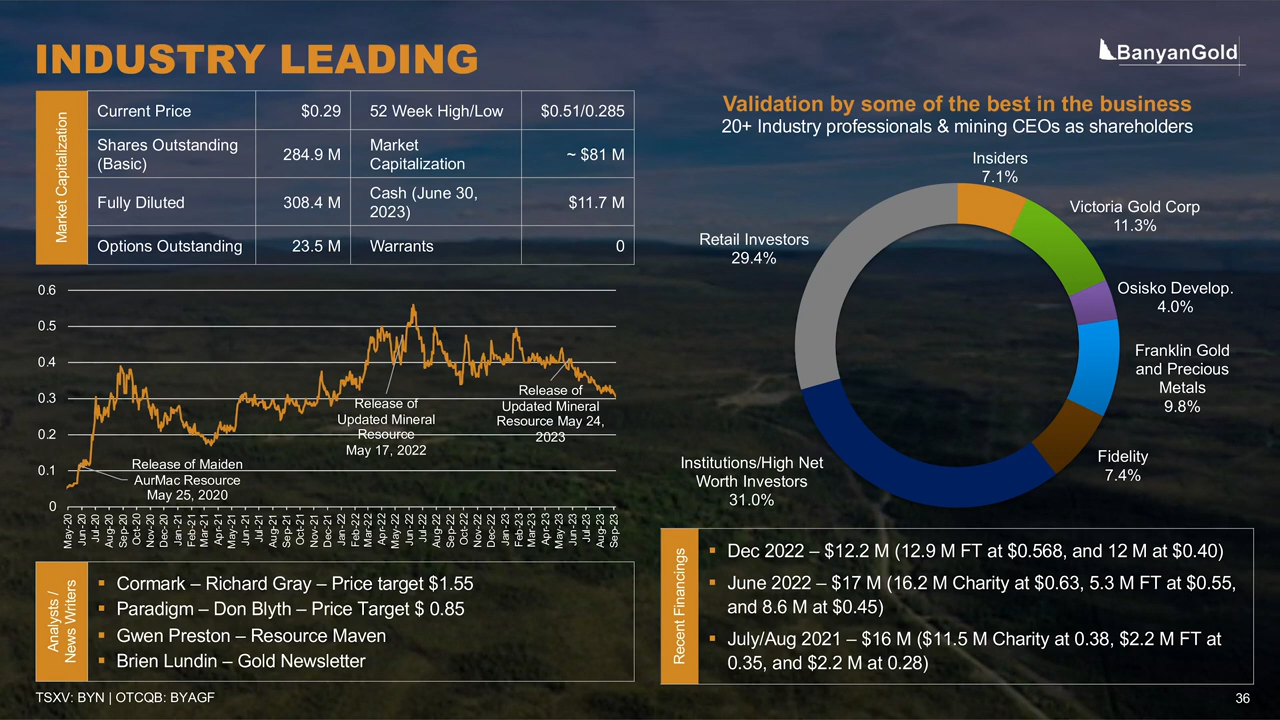 INDUSTRY LEADING
BanyanGold
Market Capitalization
Current Price $0.29 52 Week High/Low $0.51/0.285
Shares Outstanding (Basic) 284.9 M Market Capitalization ~ $81 M
Fully Diluted 308.4 M Cash (June 30, 2023) $11.7 M
Options Outstanding 23.5 M Warrants 0
0.6
0.5
0.4
0.3
0.2
0.1
0
Release of Maiden
AurMac Resource
May 25, 2020
Release of
Updated Mineral
Resource
May 17, 2022
Release of
Updated Mineral
Resource May 24,
2023
May-20
Jun-20
Jul-20
Aug-20
Sep-20
Oct-20
Nov-20
Dec-20
Jan-21
Feb-21
Mar-21
Apr-21
May-21
Jun-21
Jul-21
Aug-21
Sep-21
Oct-21
Nov-21
Dec-21
Jan-22
Feb-22
Mar-22
Apr-22
May-22
Jun-22
Jul-22
Aug-22
Sep-22
Oct-22
Nov-22
Dec-22
Jan-23
Feb-23
Mar-23
Apr-23
May-23
Jun-23
Jul-23
Aug-23
Sep-23
Analysts /
News Writers
▪ Cormark – Richard Gray – Price target $1.55
▪ Paradigm – Don Blyth – Price Target $ 0.85
▪ Gwen Preston – Resource Maven
▪ Brien Lundin – Gold Newsletter
Validation by some of the best in the business
20+ Industry professionals & mining CEOs as shareholders
Insiders
7.1%
Victoria Gold Corp
11.3%
Osisko Develop.
4.0%
Franklin Gold
and Precious
Metals
9.8%
Fidelity
7.4%
Institutions/High Net
Worth Investors
31.0%
Retail Investors
29.4%
Recent Financings
▪ Dec 2022 – $12.2 M (12.9 M FT at $0.568, and 12 M at $0.40)
▪ June 2022 – $17 M (16.2 M Charity at $0.63, 5.3 M FT at $0.55,
and 8.6 M at $0.45)
▪ July/Aug 2021 – $16 M ($11.5 M Charity at 0.38, $2.2 M FT at
0.35, and $2.2 M at 0.28)
TSXV: BYN | OTCQB: BYAGF
36